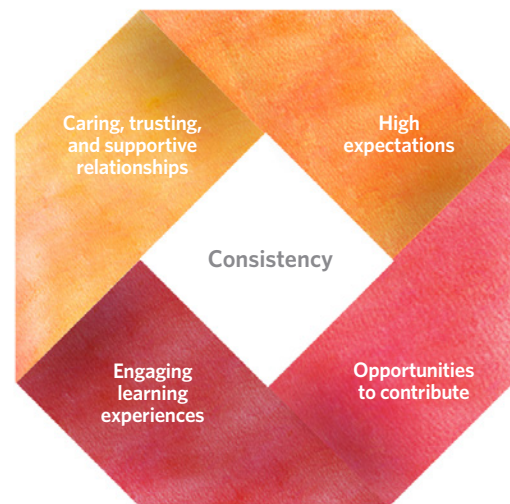 Caring, trusting,
and supportive
relationships
High
expectations
Consistency
Engaging
learning
experiences
Opportunities
to contribute